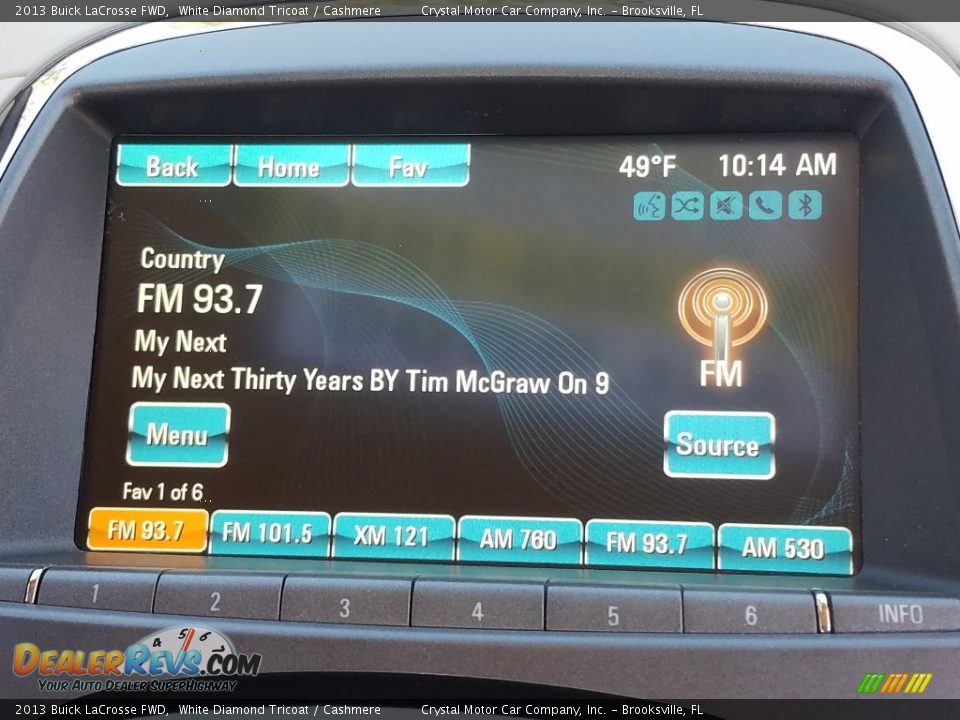 2013 Buick LaCrosse FWD, White Diamond Tricoat / Cashmere Crystal Motor Car Company, Inc. - Brooksville, FL
Back Home Fav 49°F 10:14 AM
Country
FM 93.7
My Next
My Next Thirty Years BY Tim McGraw On 9
FM
Menu Source
Fav 1 of 6
FM 93.7 FM 101.5 XM 121 AM 760 FM 93.7 AM 530
1 2 3 4 5 6 INFO
4 5 6
DEALERREVS.COM
YOUR AUTO DEALER SUPERHIGHWAY
2013 Buick LaCrosse FWD, White Diamond Tricoat / Cashmere Crystal Motor Car Company, Inc. - Brooksville, FL